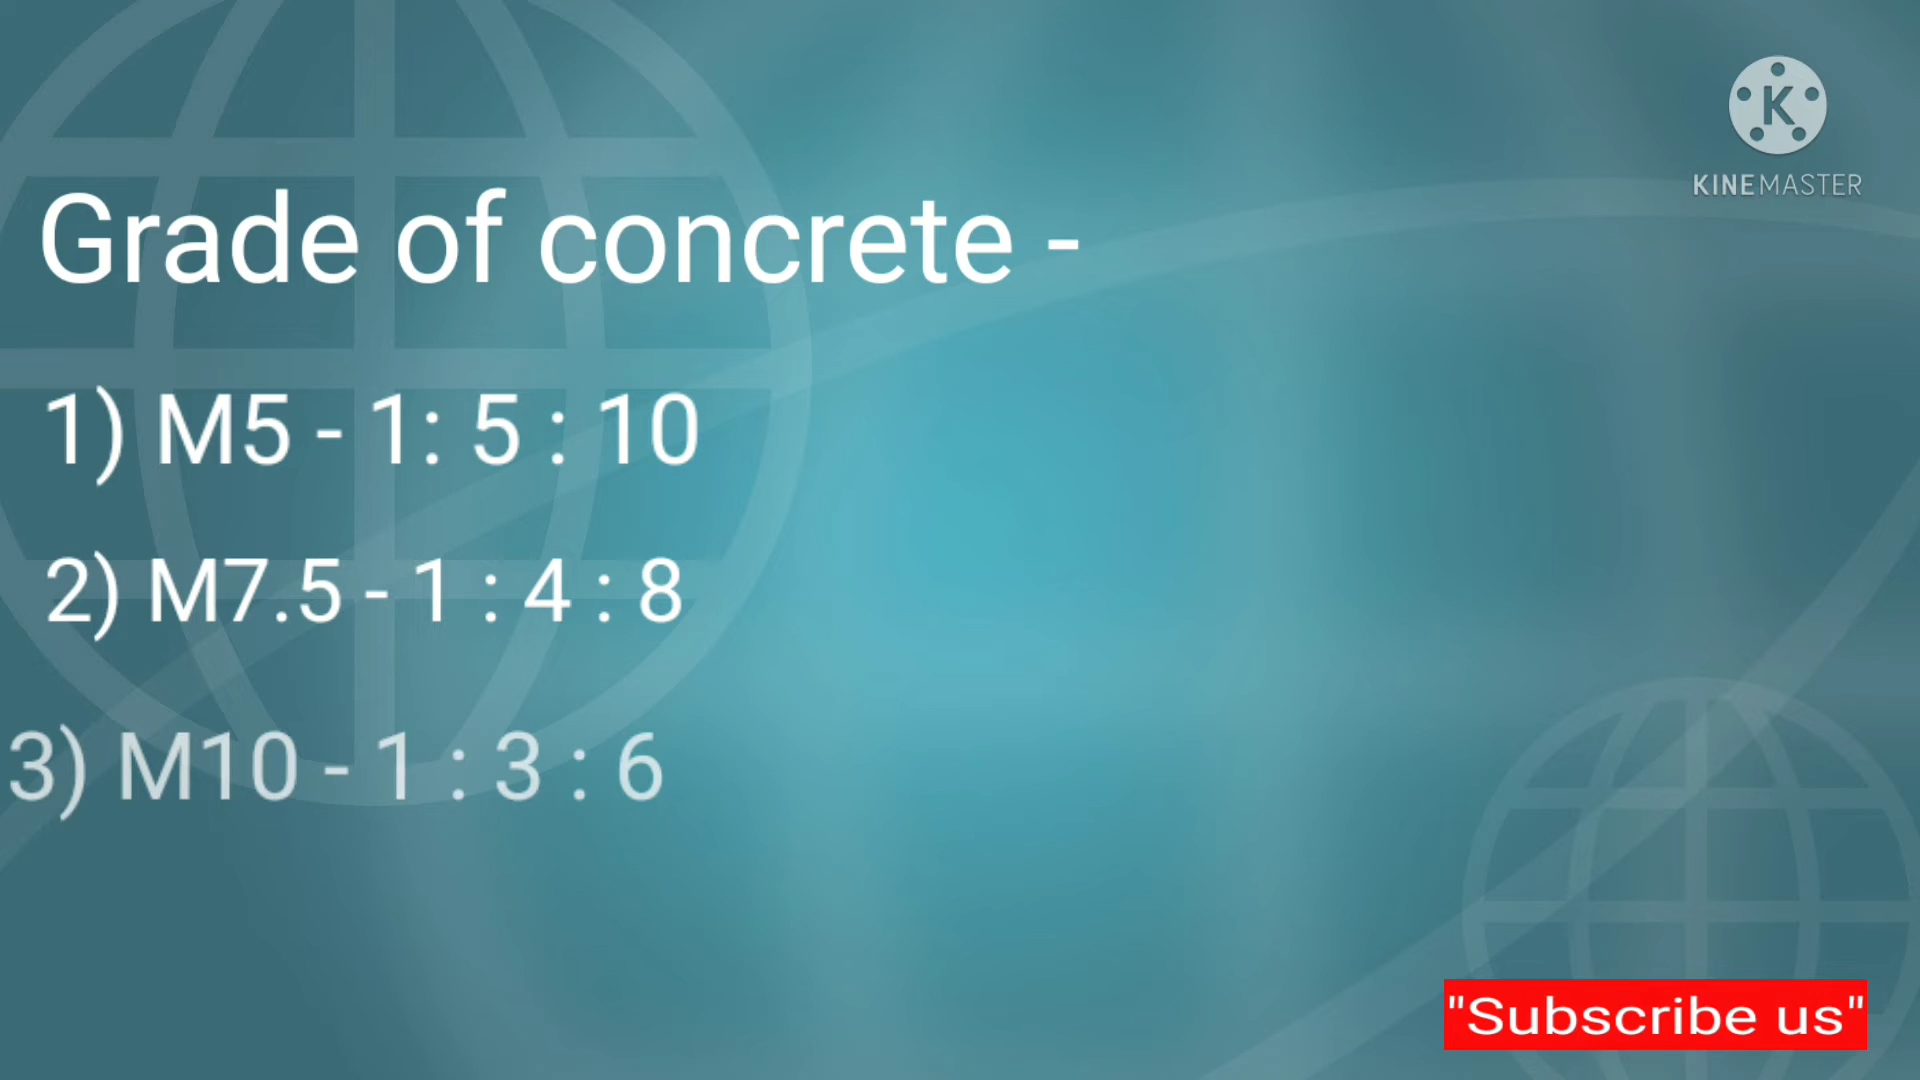 KINEMASTER
Grade of concrete -
1) M5 - 1: 5 : 10
2) M7.5 - 1 : 4 : 8
3) M10 - 1 : 3 : 6
"Subscribe us"